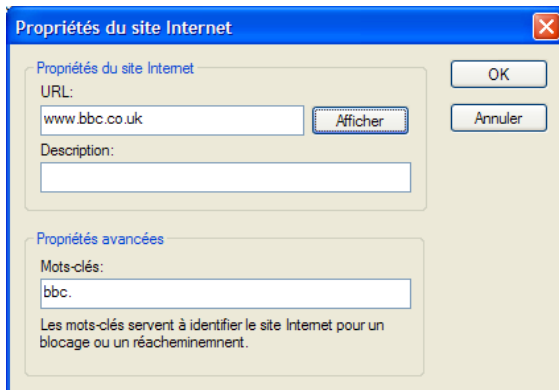 Propriétés du site Internet
Propriétés du site Internet
URL:
www.bbc.co.uk
Afficher
OK
Annuler
Description:
Propriétés avancées
Mots-clés:
bbc.
Les mots-clés servent à identifier le site Internet pour un
blocage ou un réacheminemnent.